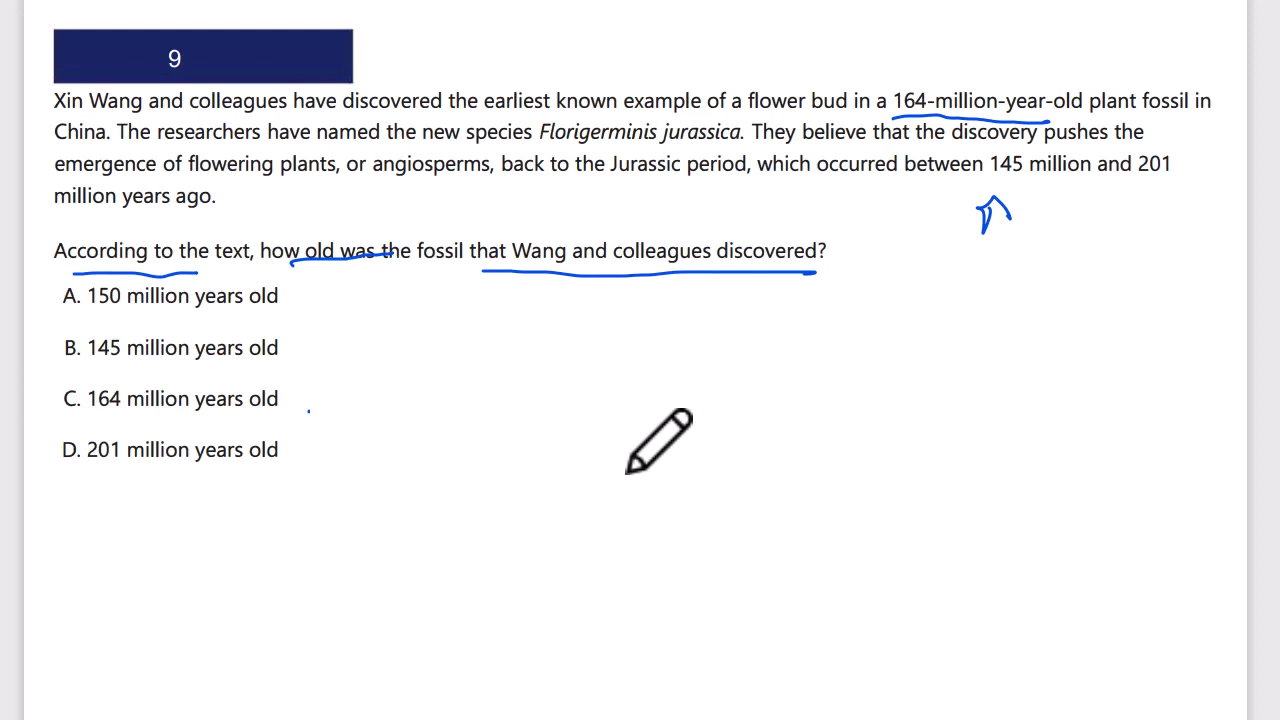 9
Xin Wang and colleagues have discovered the earliest known example of a flower bud in a 164-million-year-old plant fossil in
China. The researchers have named the new species Florigerminis jurassica. They believe that the discovery pushes the
emergence of flowering plants, or angiosperms, back to the Jurassic period, which occurred between 145 million and 201
million years ago.
According to the text, how old was the fossil that Wang and colleagues discovered?
A. 150 million years old
B. 145 million years old
C. 164 million years old
D. 201 million years old